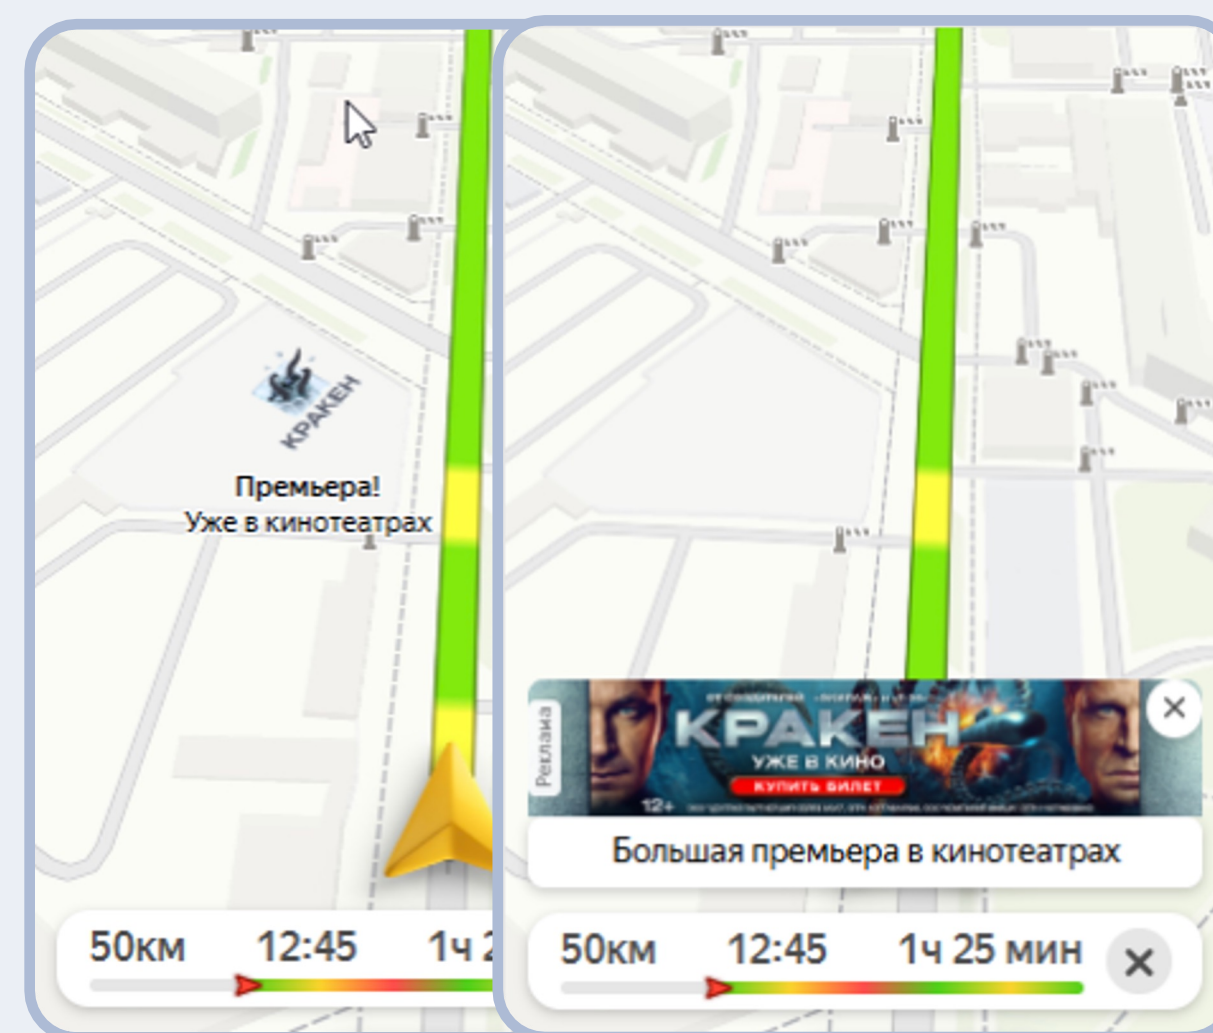 КРАКЕН
Премьера!
Уже в кинотеатрах
50км 12:45 1ч 2
Реклама
КРАКЕН
УЖЕ В КИНО
КУПИТЬ БИЛЕТ
12+
Большая премьера в кинотеатрах
50км 12:45 1ч 25 мин